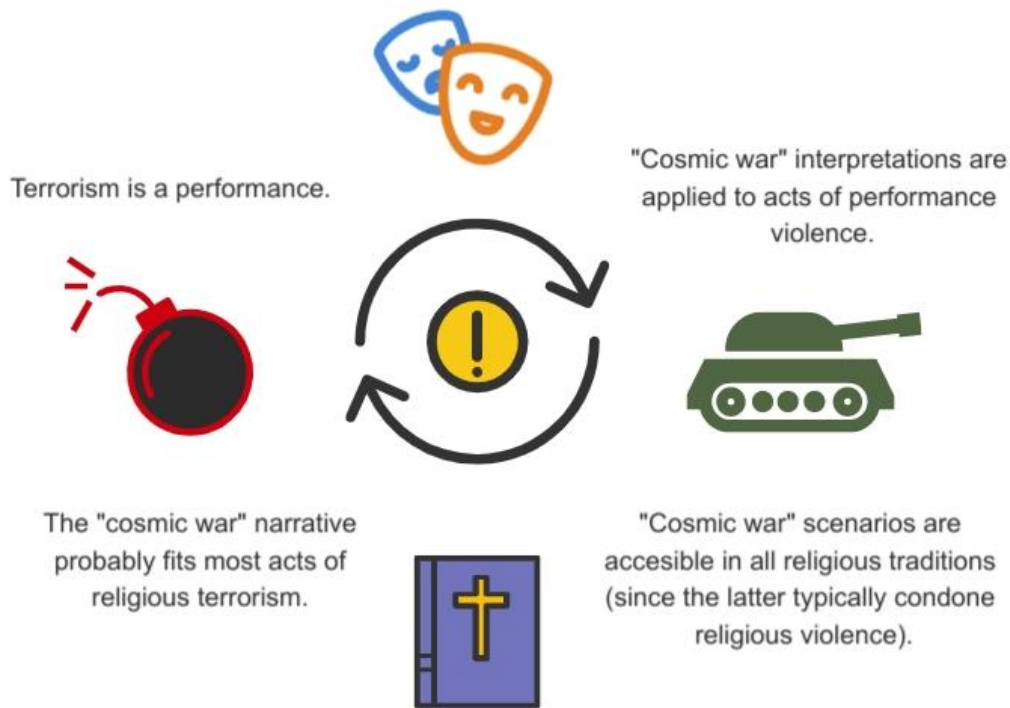 Terrorism is a performance.
"Cosmic war" interpretations are
applied to acts of performance
violence.
The "cosmic war" narrative
probably fits most acts of
religious terrorism.
"Cosmic war" scenarios are
accesible in all religious traditions
(since the latter typically condone
religious violence).